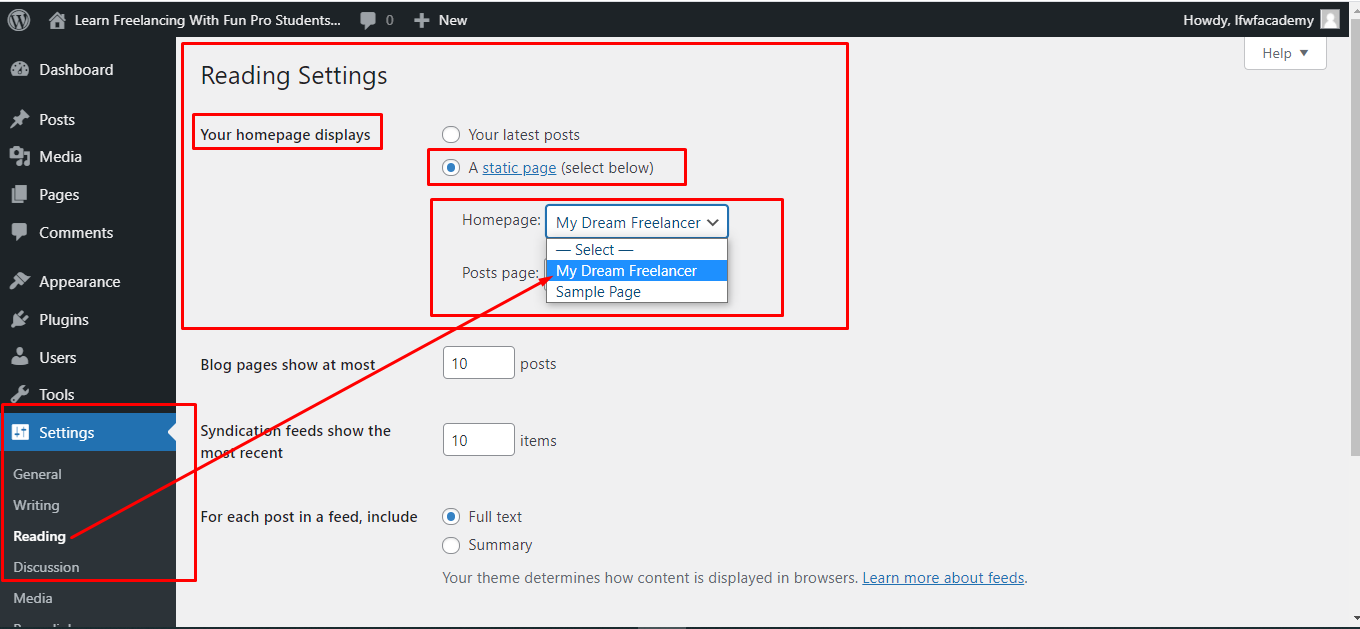 Learn Freelancing With Fun Pro Students... 0 New Howdy, lfwfacademy
Help
Dashboard
Posts
Media
Pages
Comments
Appearance
Plugins
Users
Tools
Settings
General
Writing
Reading
Discussion
Media
Reading Settings
Your homepage displays
Your latest posts
A static page (select below)
Homepage: My Dream Freelancer
— Select —
Posts page: My Dream Freelancer
Sample Page
Blog pages show at most 10 posts
Syndication feeds show the
most recent
10 items
For each post in a feed, include
Full text
Summary
Your theme determines how content is displayed in browsers. Learn more about feeds.